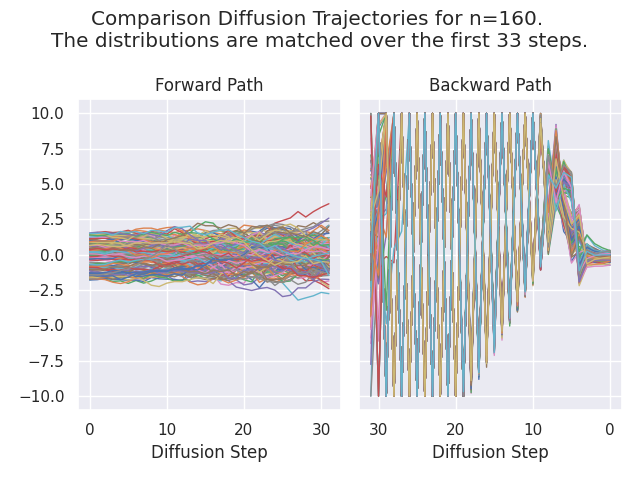 Comparison Diffusion Trajectories for n=160.
The distributions are matched over the first 33 steps.
Forward Path
Backward Path
10.0
7.5
5.0
2.5
0.0
−2.5
−5.0
−7.5
−10.0
0 10 20 30
30 20 10 0
Diffusion Step
Diffusion Step